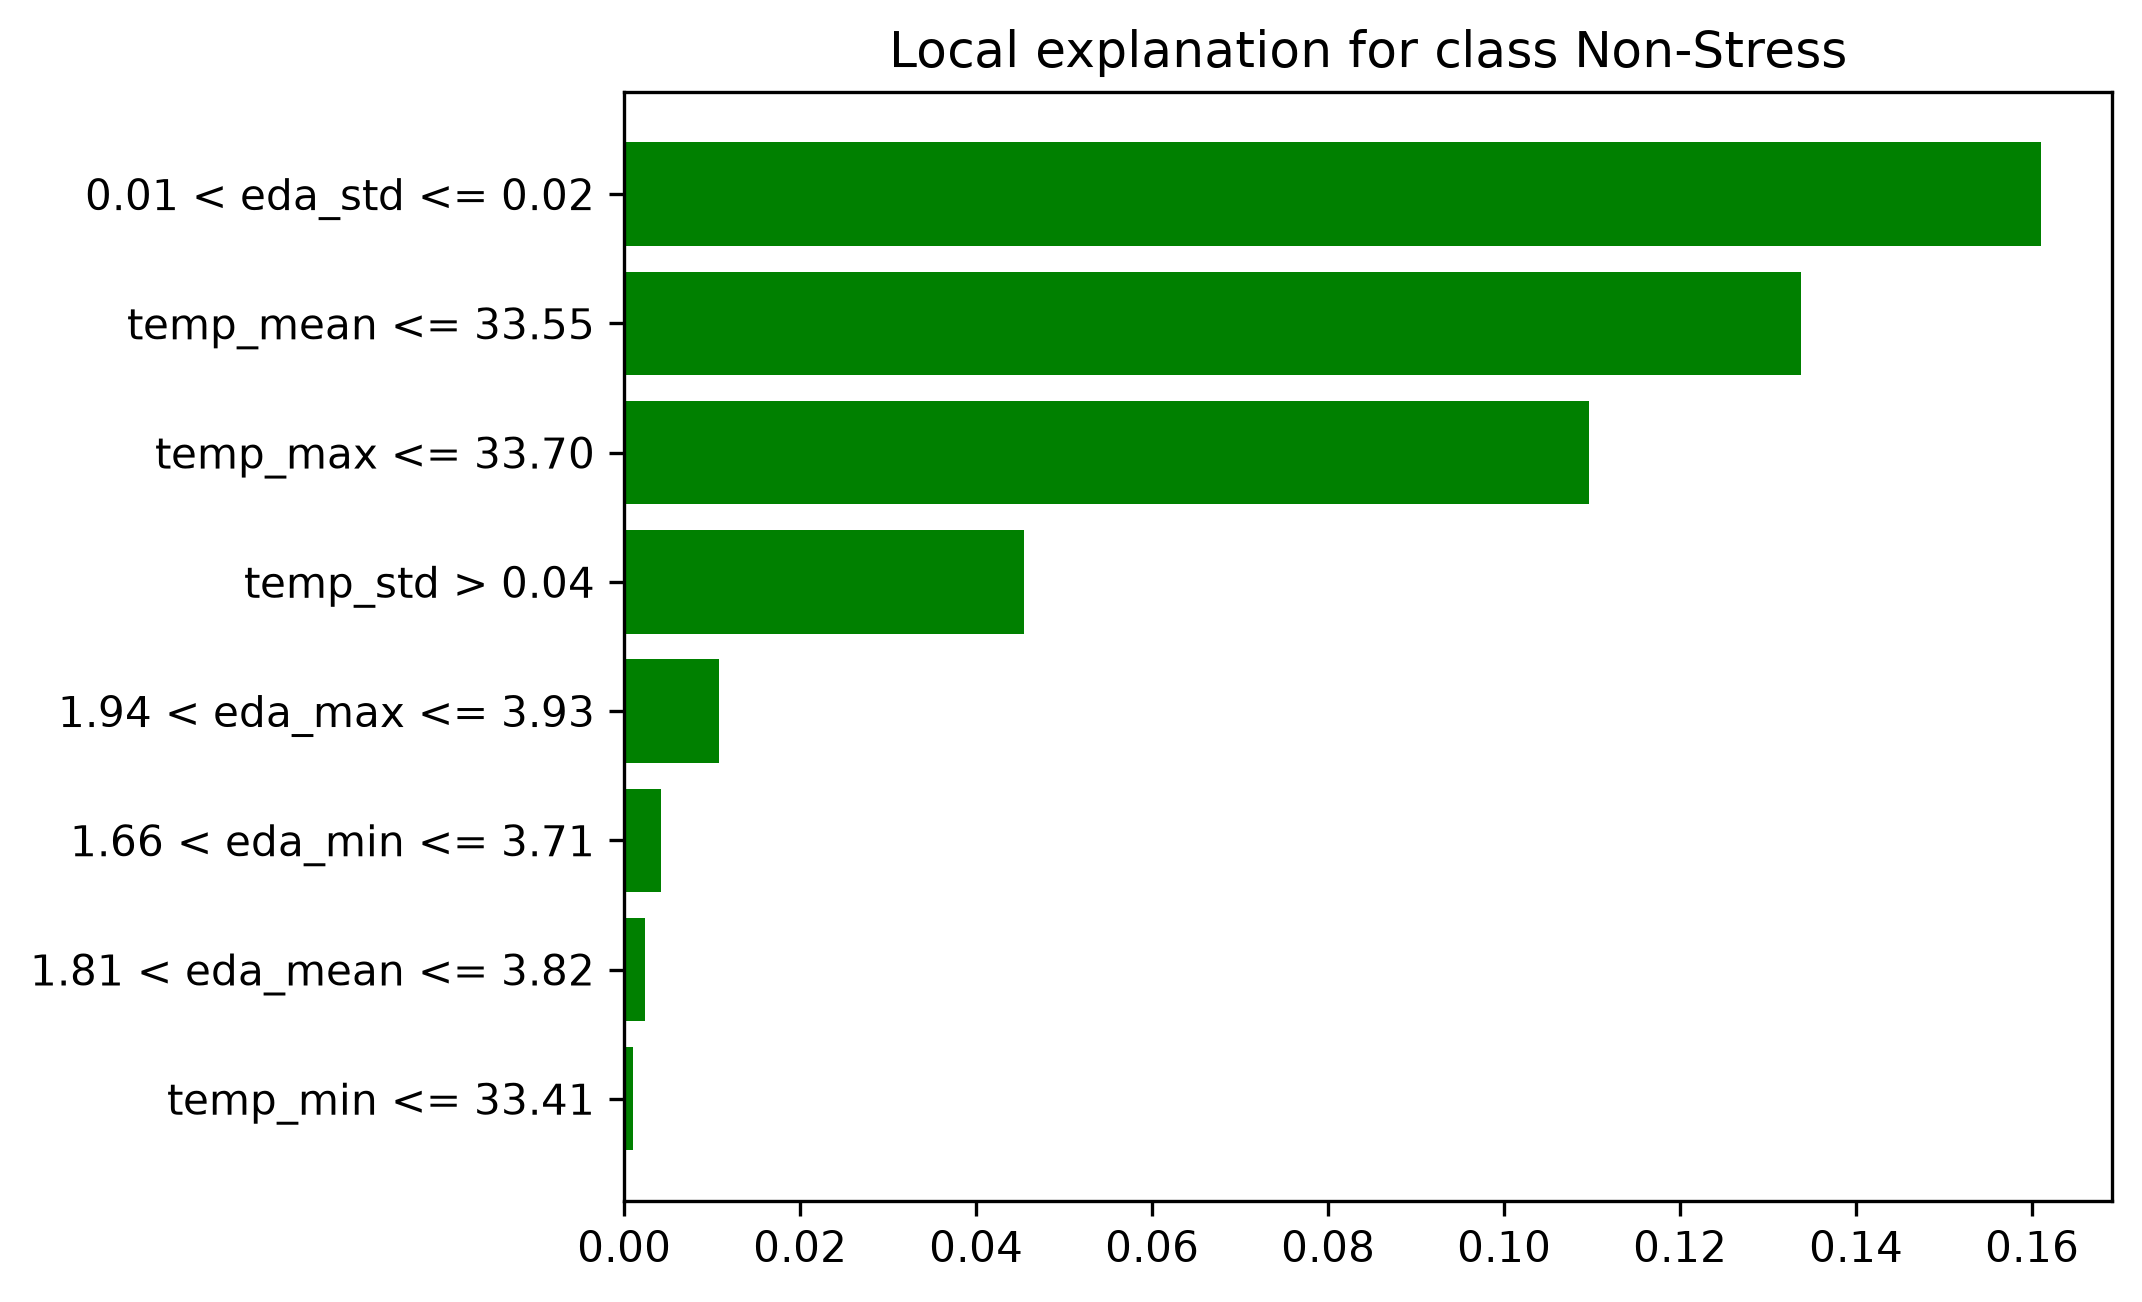 Local explanation for class Non-Stress
0.01 < eda_std <= 0.02
temp_mean <= 33.55
temp_max <= 33.70
temp_std > 0.04
1.94 < eda_max <= 3.93
1.66 < eda_min <= 3.71
1.81 < eda_mean <= 3.82
temp_min <= 33.41
0.00 0.02 0.04 0.06 0.08 0.10 0.12 0.14 0.16